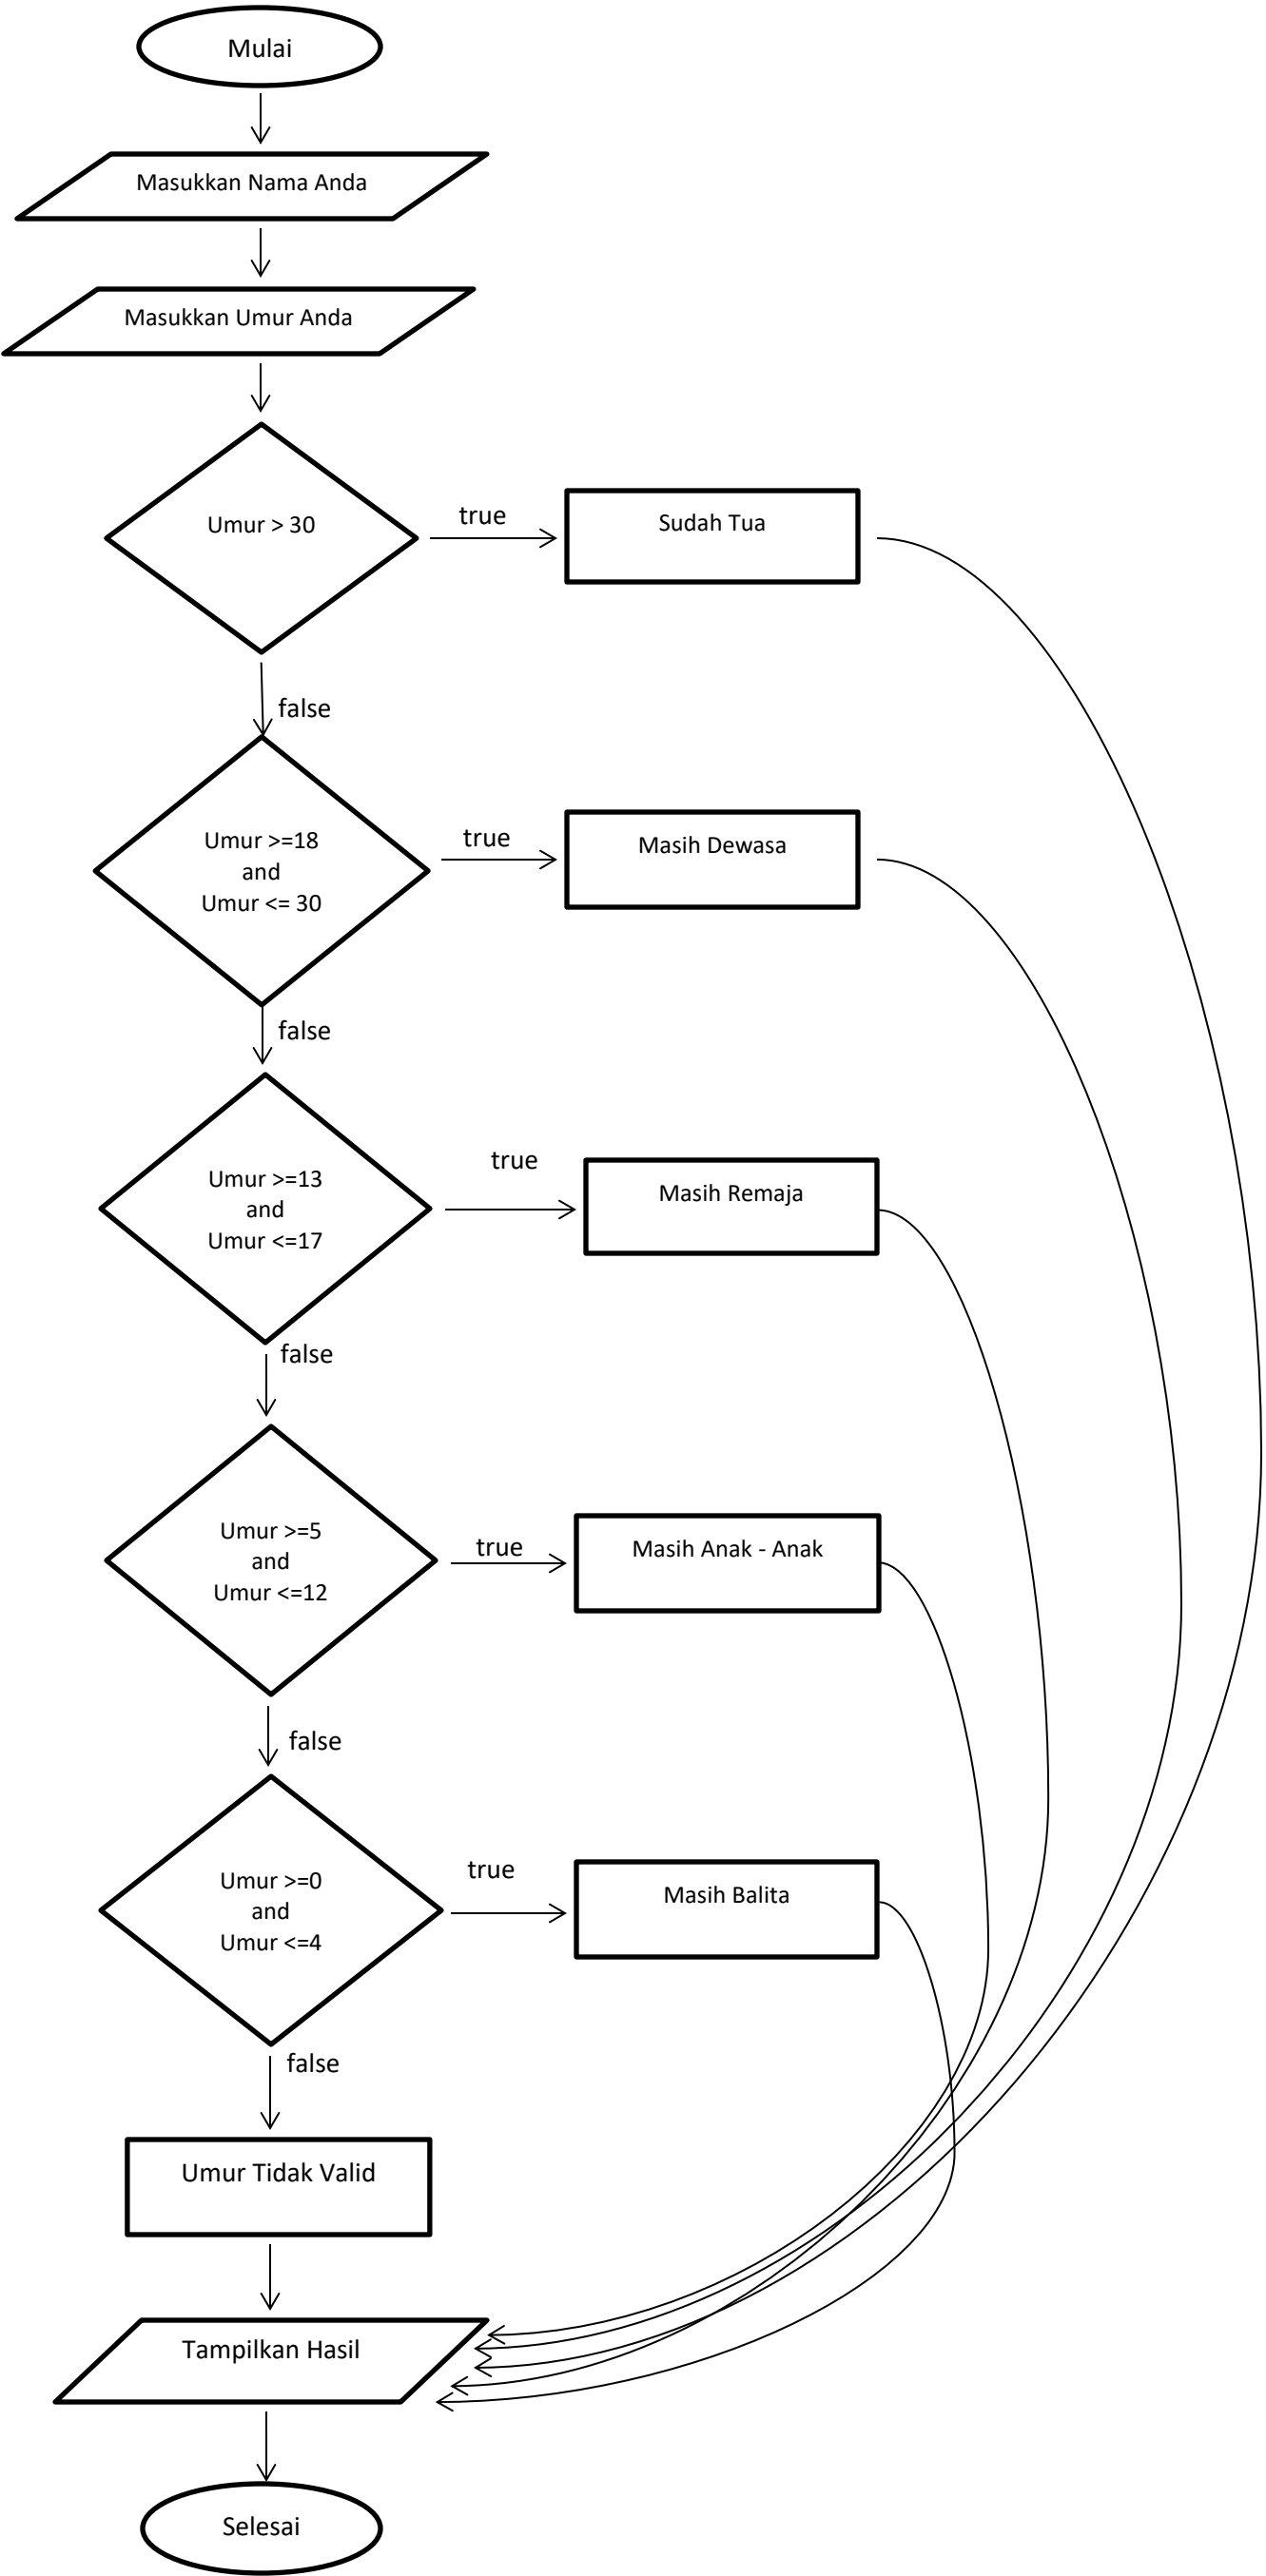 Mulai
Masukkan Nama Anda
Masukkan Umur Anda
Umur > 30
true
Sudah Tua
false
Umur >=18
and
Umur <= 30
true
Masih Dewasa
false
Umur >=13
and
Umur <=17
true
Masih Remaja
false
Umur >=5
and
Umur <=12
true
Masih Anak - Anak
false
Umur >=0
and
Umur <=4
true
Masih Balita
false
Umur Tidak Valid
Tampilkan Hasil
Selesai